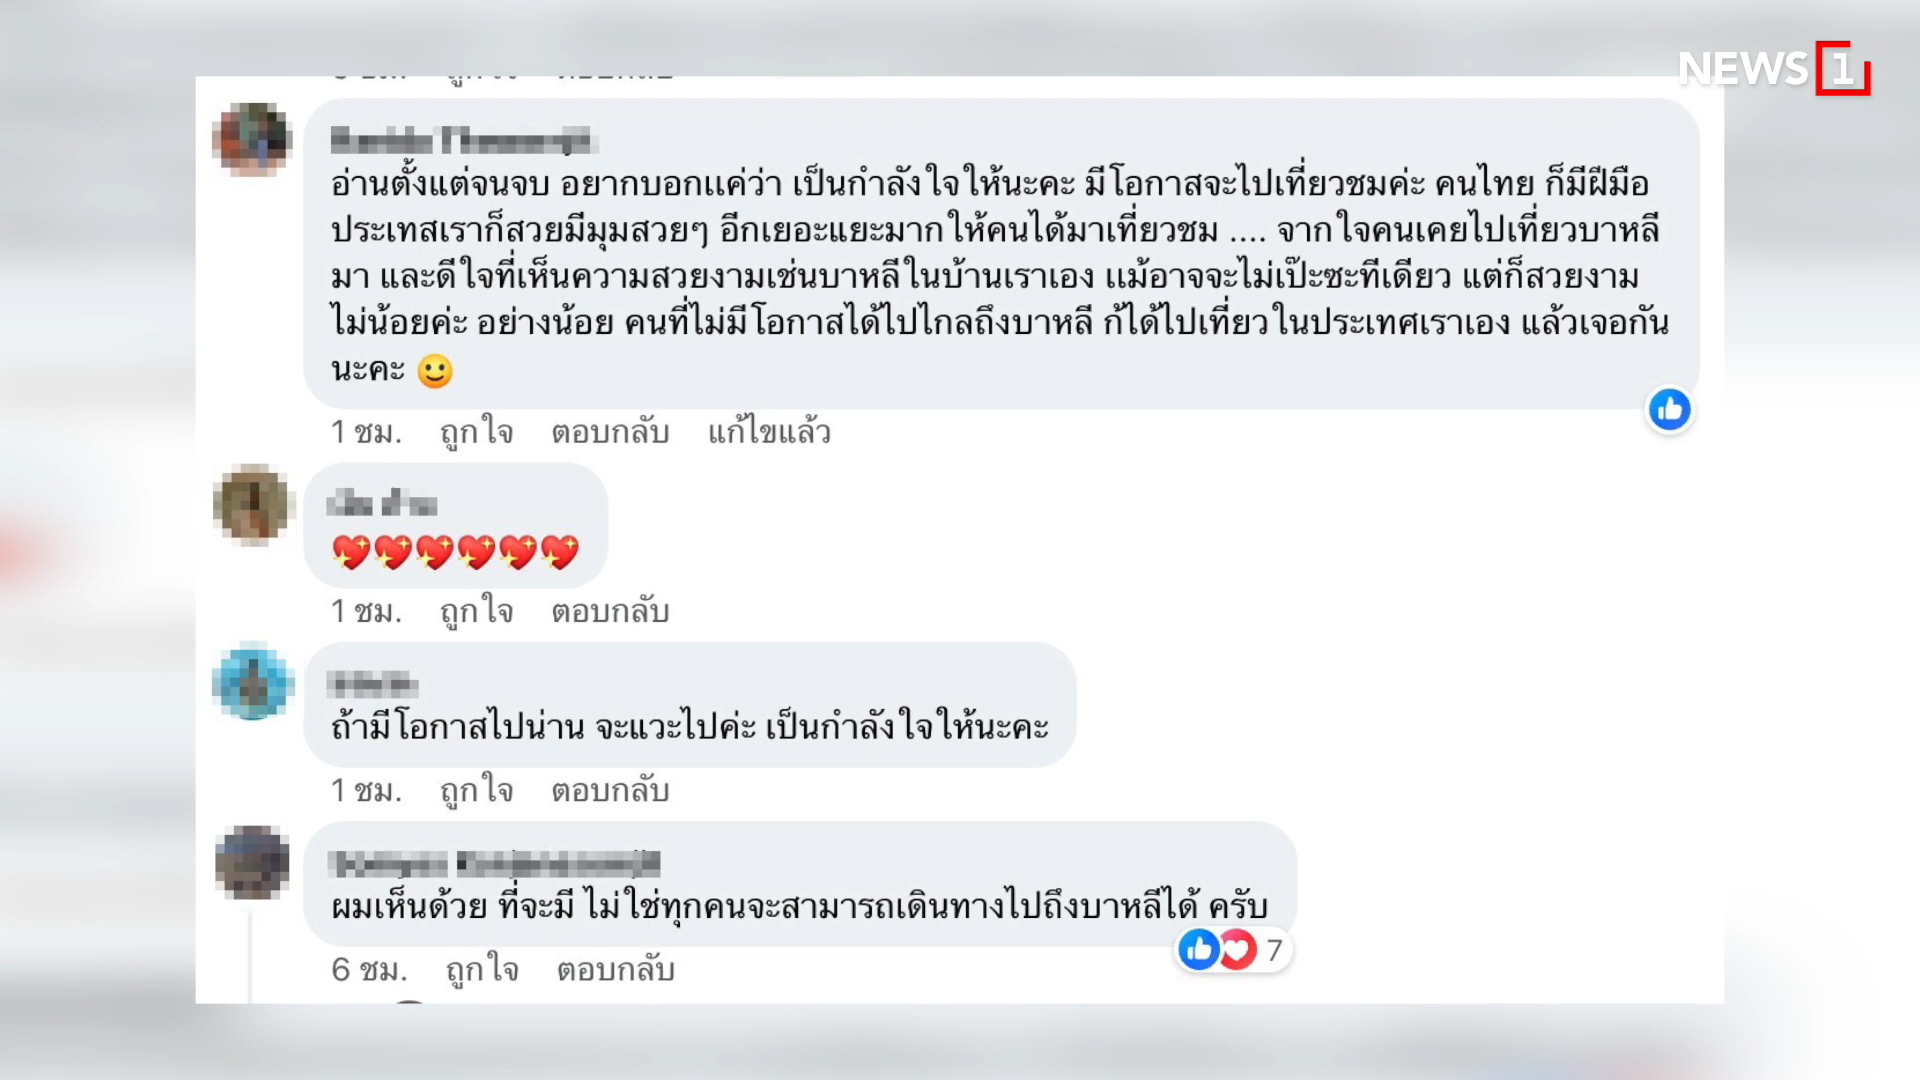 NEWS 1
อ่านตั้งแต่จนจบ อยากบอกแค่ว่า เป็นกำลังใจให้นะคะ มีโอกาสจะไปเที่ยวชมค่ะ คนไทย ก็มีฝีมือ
ประเทสเราก็สวยมีมุมสวยๆ อีกเยอะแยะมากให้คนได้มาเที่ยวชม .... จากใจคนเคยไปเที่ยวบาหลี
มา และดีใจที่เห็นความสวยงามเช่นบาหลีในบ้านเราเอง แม้อาจจะไม่เป๊ะซะทีเดียว แต่ก็สวยงาม
ไม่น้อยค่ะ อย่างน้อย คนที่ไม่มีโอกาสได้ไปไกลถึงบาหลี ก้ได้ไปเที่ยวในประเทศเราเอง แล้วเจอกัน
นะคะ 🙂
1 ชม. ถูกใจ ตอบกลับ แก้ไขแล้ว
💖💖💖💖💖💖
1 ชม. ถูกใจ ตอบกลับ
ถ้ามีโอกาสไปน่าน จะแวะไปค่ะ เป็นกำลังใจให้นะคะ
1 ชม. ถูกใจ ตอบกลับ
ผมเห็นด้วย ที่จะมี ไม่ใช่ทุกคนจะสามารถเดินทางไปถึงบาหลีได้ ครับ
7
6 ชม. ถูกใจ ตอบกลับ